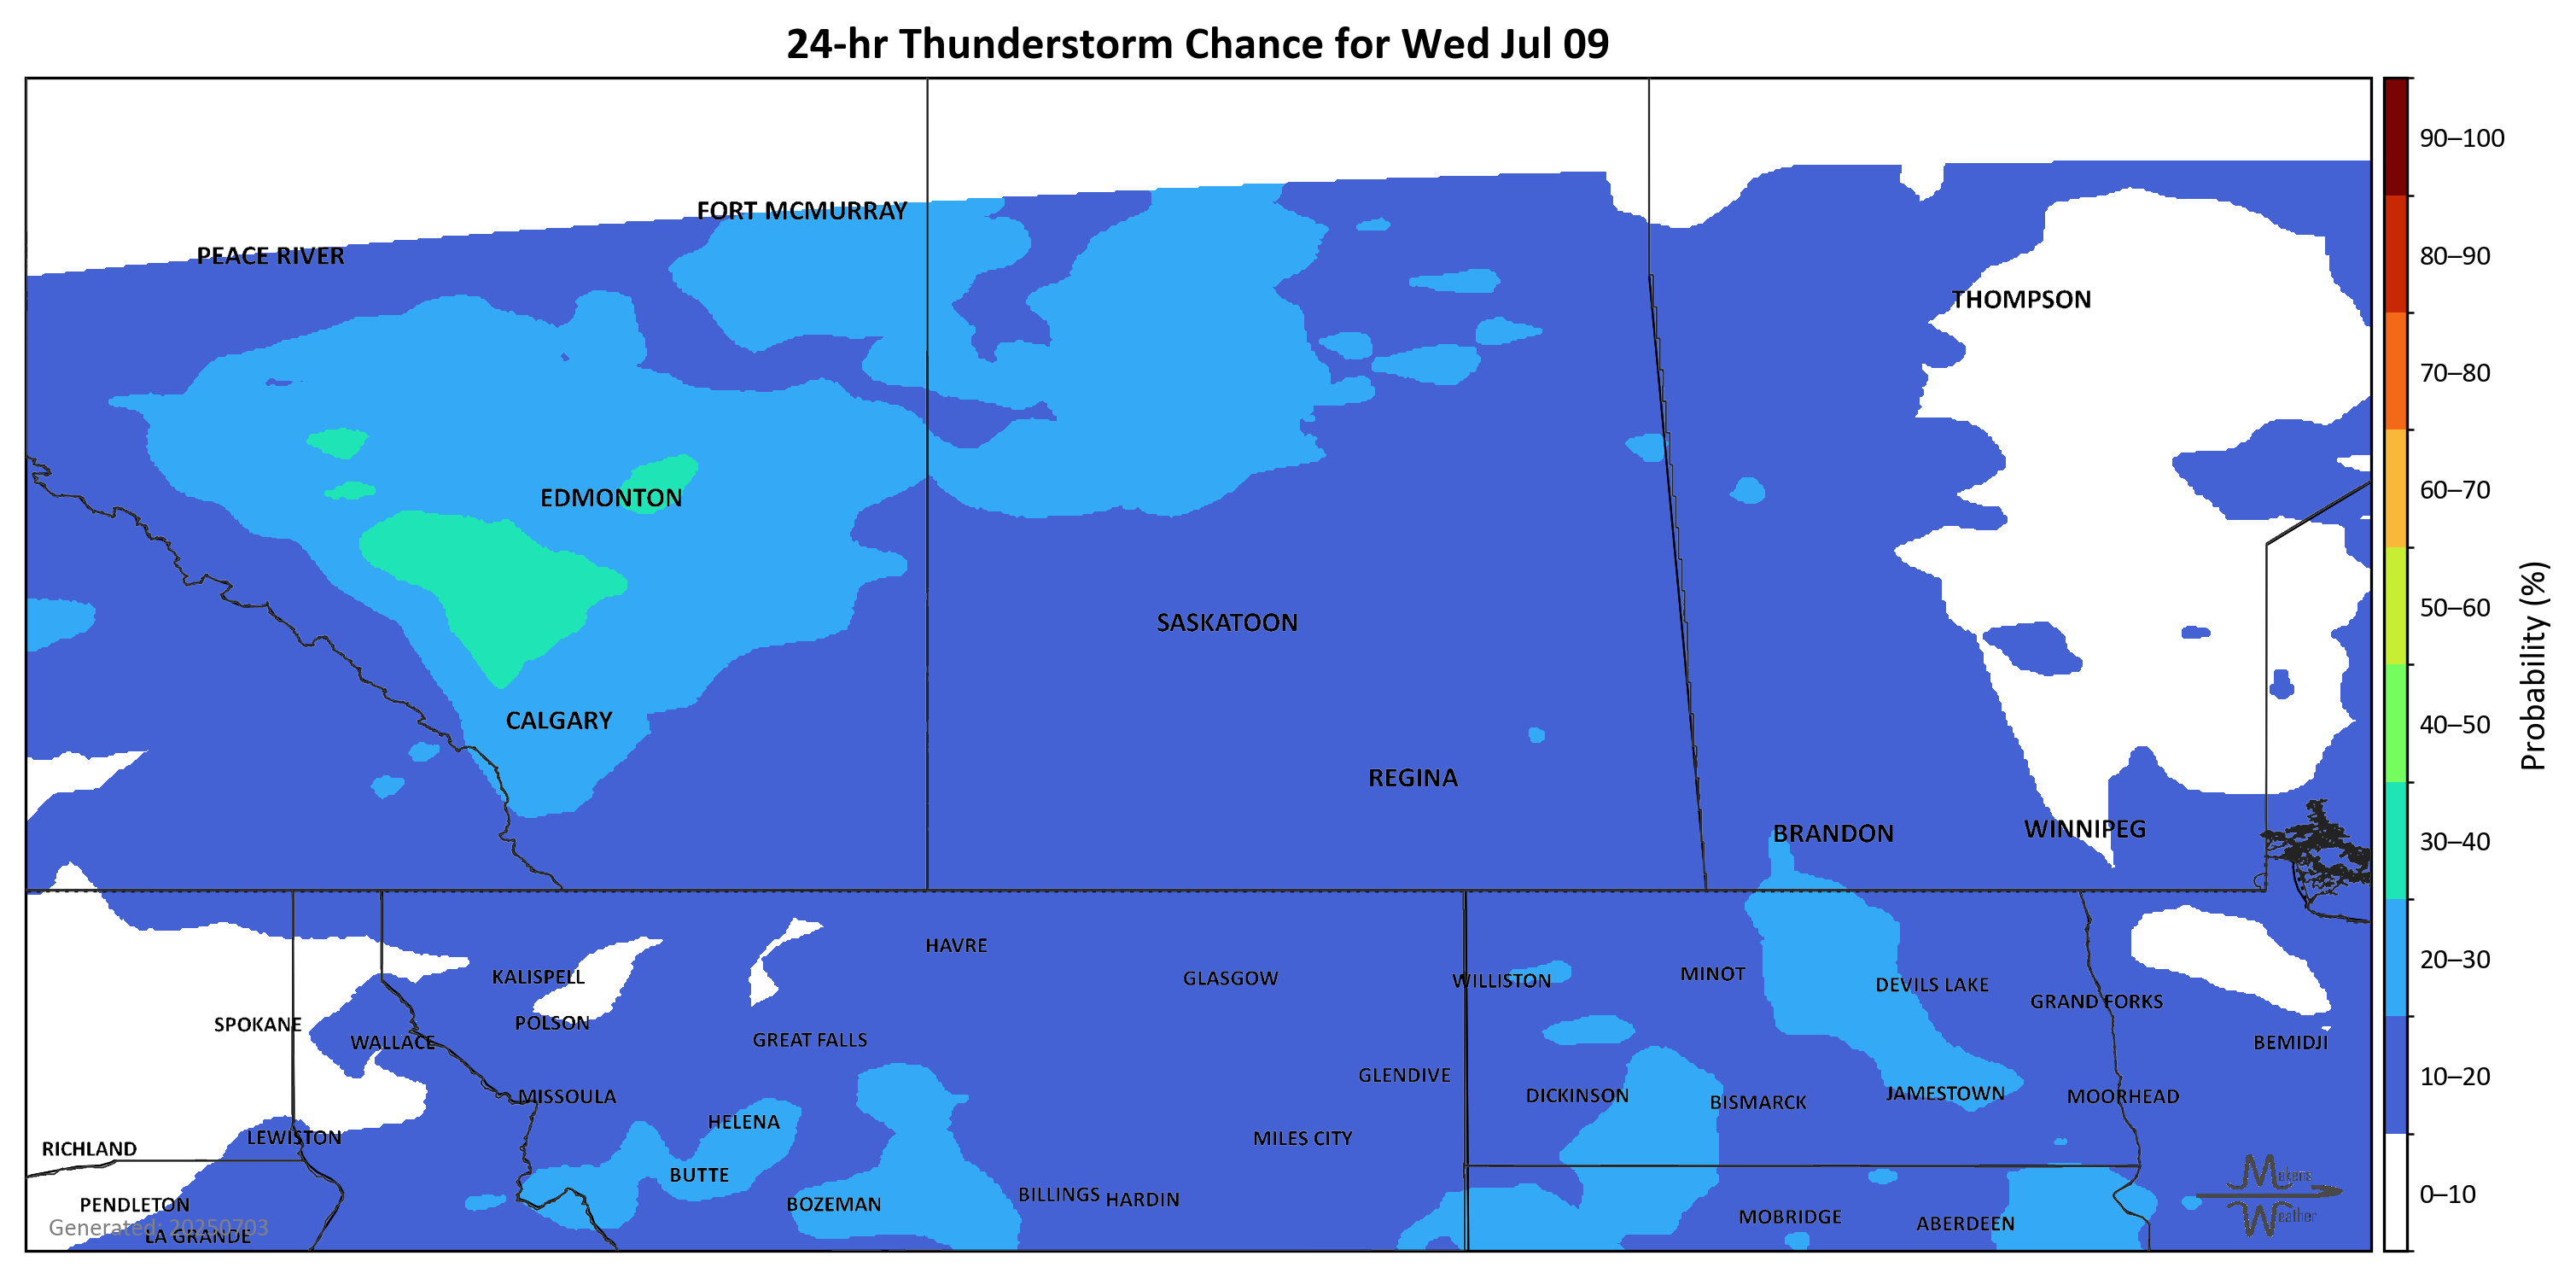 24-hr Thunderstorm Chance for Wed Jul 09
90–100
FORT MCMURRAY
PEACE RIVER
80–90
THOMPSON
70–80
60–70
EDMONTON
50–60
SASKATOON
Probability (%)
CALGARY
40–50
REGINA
BRANDON
WINNIPEG
30–40
HAVRE
20–30
KALISPELL
GLASGOW
WILLISTON
MINOT
DEVILS LAKE
GRAND FORKS
SPOKANE
POLSON
WALLACE
GREAT FALLS
BEMIDJI
GLENDIVE
10–20
MISSOULA
DICKINSON
BISMARCK
JAMESTOWN
MOORHEAD
HELENA
LEWISTON
MILES CITY
RICHLAND
BUTTE
Makens
0–10
PENDLETON
BOZEMAN
BILLINGS
HARDIN
MOBRIDGE
ABERDEEN
Weather
Generated: 20250703
LA GRANDE